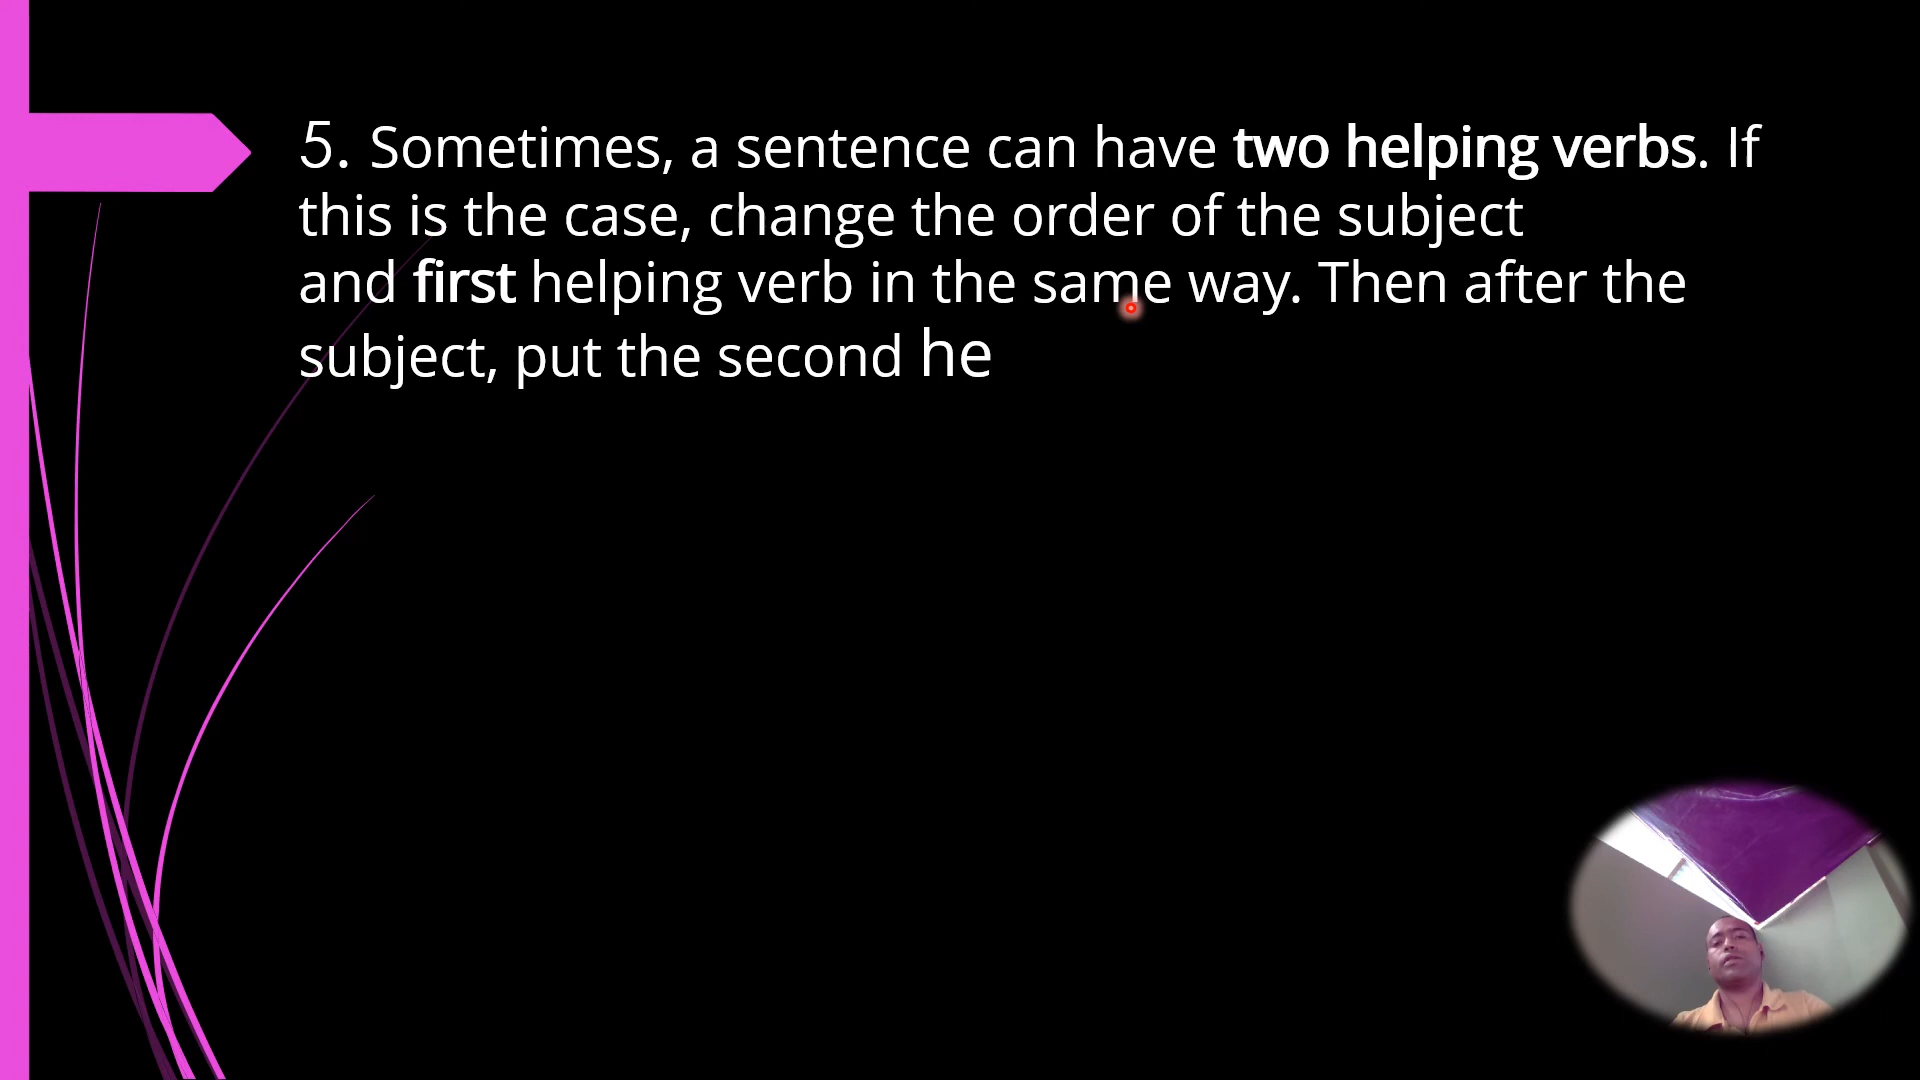 5. Sometimes, a sentence can have two helping verbs. If
this is the case, change the order of the subject
and first helping verb in the same way. Then after the
subject, put the second he